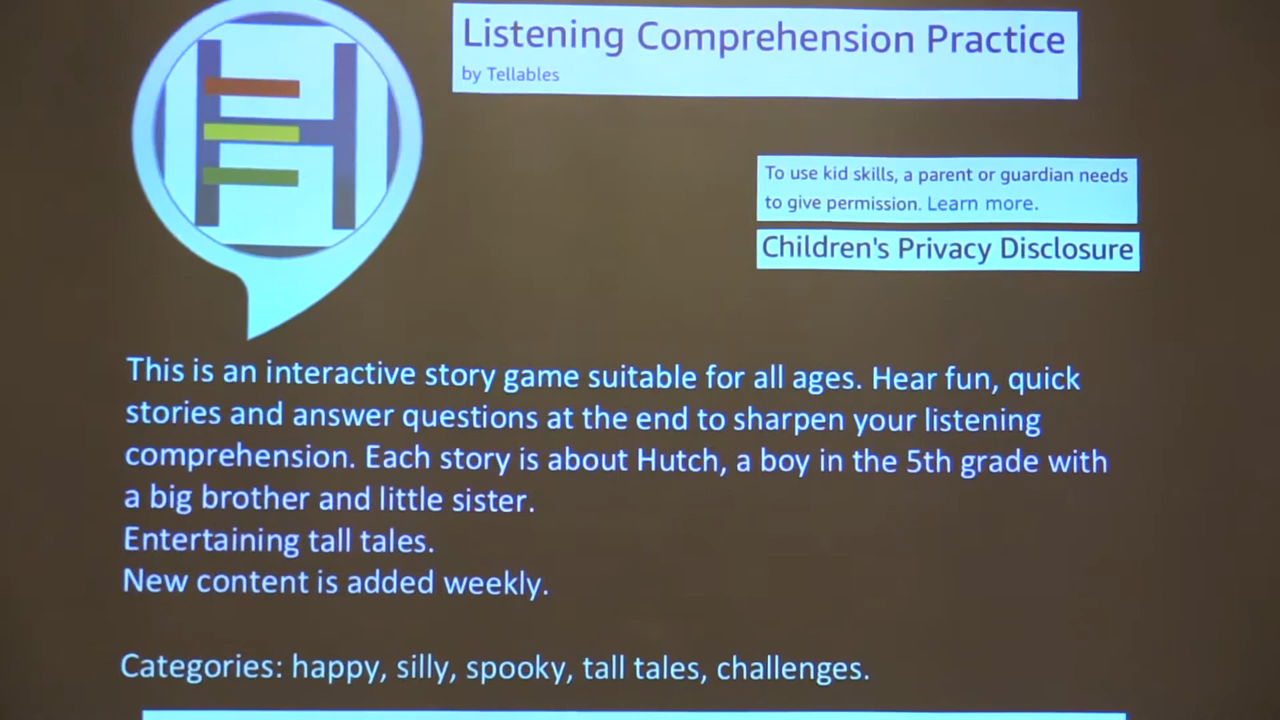 Listening Comprehension Practice
by Tellables
To use kid skills, a parent or guardian needs
to give permission. Learn more.
Children's Privacy Disclosure
This is an interactive story game suitable for all ages. Hear fun, quick
stories and answer questions at the end to sharpen your listening
comprehension. Each story is about Hutch, a boy in the 5th grade with
a big brother and little sister.
Entertaining tall tales.
New content is added weekly.
Categories: happy, silly, spooky, tall tales, challenges.